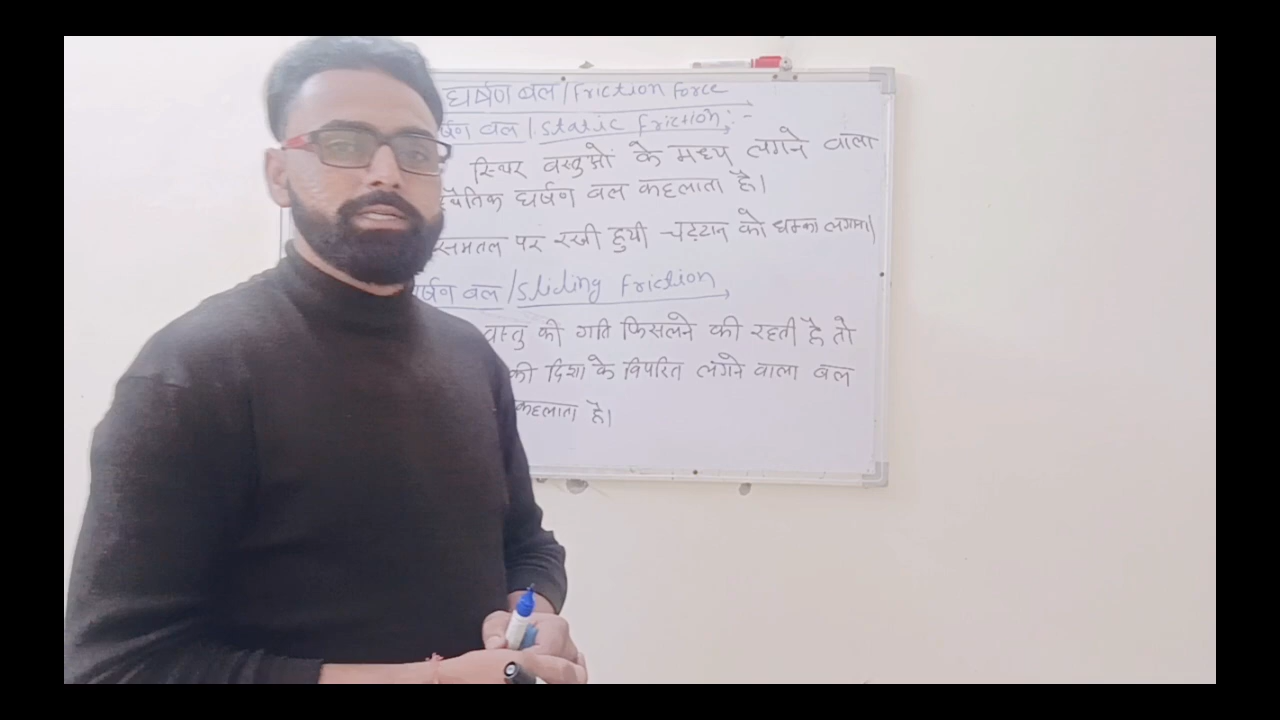 घर्षण बल / Friction Force
बल / static friction :-
स्थिर वस्तुओं के मध्य लगने वाला
घर्षण बल कहलाता है।
समतल पर रखी हुयी चट्टान को धक्का लगाना।
बल / Sliding Friction
वस्तु की गति फिसलने की रहती है तो
की दिशा के विपरित लगने वाला बल
कहलाता है।